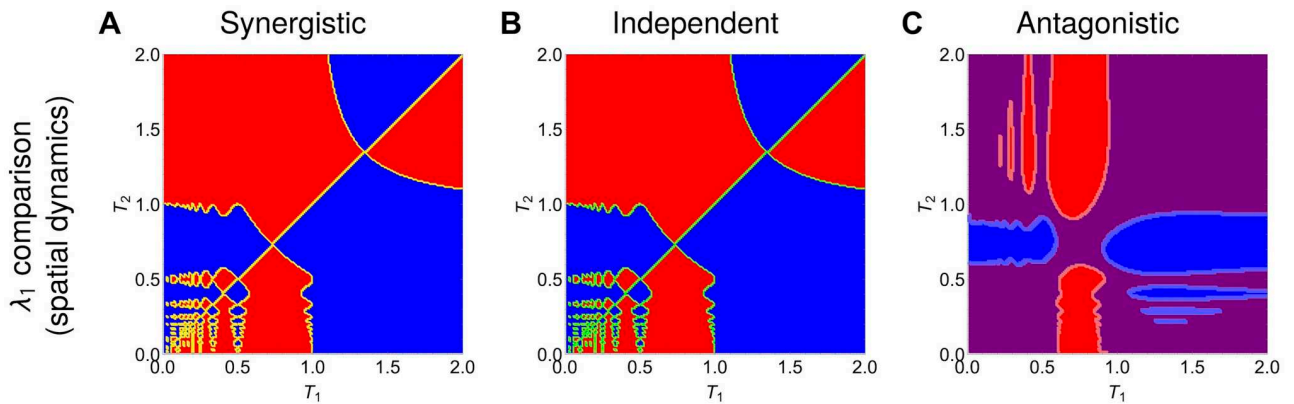 A Synergistic
B Independent
C Antagonistic
λ1 comparison
(spatial dynamics)
2.0
1.5
1.0
0.5
0.0
T2
0.0 0.5 1.0 1.5 2.0
T1
2.0
1.5
1.0
0.5
0.0
T2
0.0 0.5 1.0 1.5 2.0
T1
2.0
1.5
1.0
0.5
0.0
T2
0.0 0.5 1.0 1.5 2.0
T1